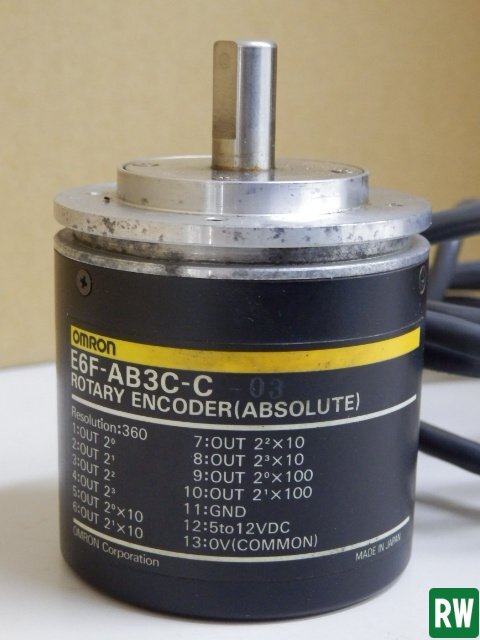 OMRON
E6F-AB3C-C -03
ROTARY ENCODER(ABSOLUTE)
Resolution:360
1:OUT 2⁰
2:OUT 2¹
3:OUT 2²
4:OUT 2³
5:OUT 2⁰×10
6:OUT 2¹×10
7:OUT 2²×10
8:OUT 2³×10
9:OUT 2⁰×100
10:OUT 2¹×100
11:GND
12:5to12VDC
13:0V(COMMON)
OMRON Corporation
MADE IN JAPAN
RW